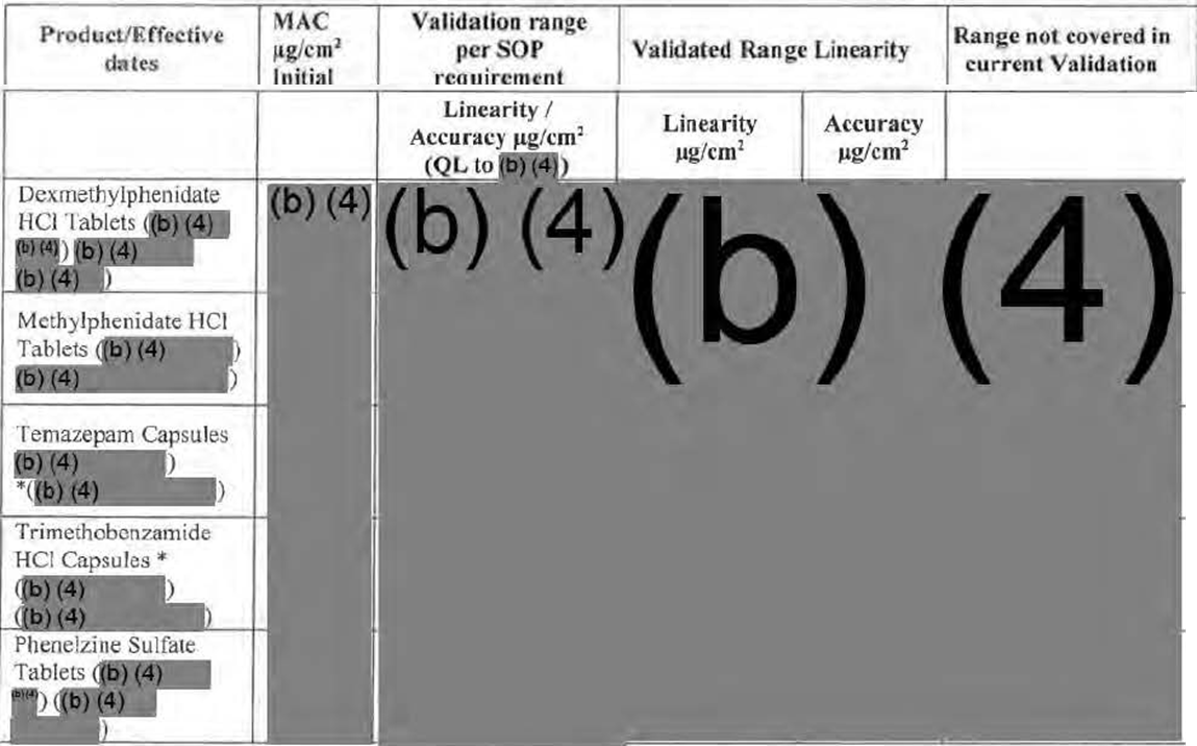 Product/Effective
dates
MAC
µg/cm²
Initial
Validation range
per SOP
requirement
Validated Range Linearity
Range not covered in
current Validation
Linearity /
Accuracy µg/cm²
(QL to (b) (4))
Linearity
µg/cm²
Accuracy
µg/cm²
Dexmethylphenidate
HCl Tablets ((b) (4)
(b) (4)) (b) (4)
(b) (4) )
(b) (4)
(b) (4)
(b) (4)
Methylphenidate HCl
Tablets ((b) (4) )
(b) (4) )
Temazepam Capsules
(b) (4) )
*((b) (4) )
Trimethobenzamide
HCl Capsules *
((b) (4) )
((b) (4) )
Phenelzine Sulfate
Tablets ((b) (4)
(b) (4)) ((b) (4)
)